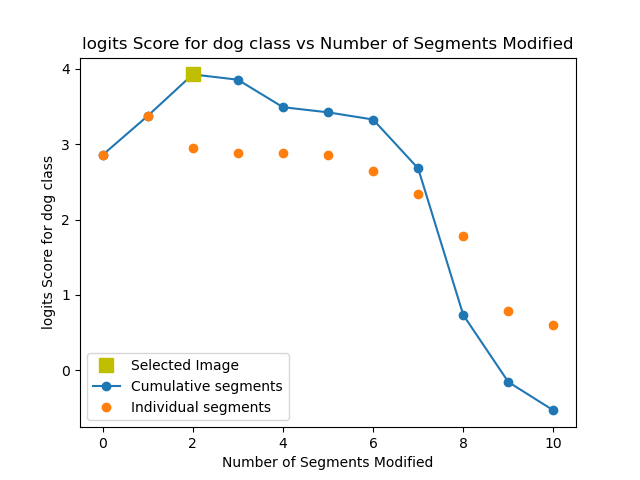 logits Score for dog class vs Number of Segments Modified
logits Score for dog class
4
3
2
1
0
Selected Image
Cumulative segments
Individual segments
0 2 4 6 8 10
Number of Segments Modified